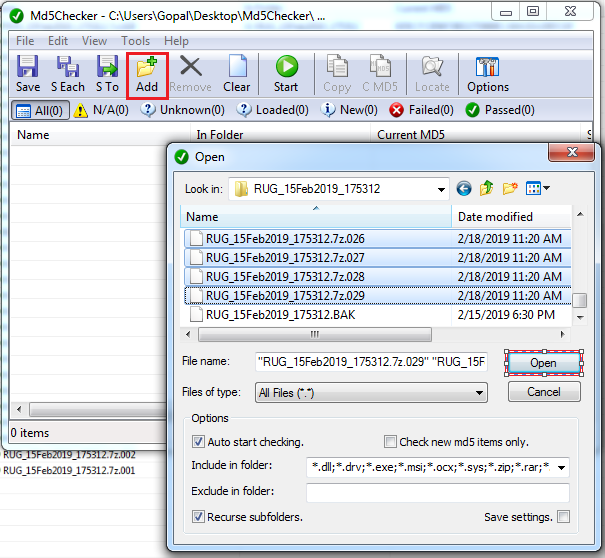 Md5Checker - C:\Users\Gopal\Desktop\Md5Checker\ ...
File Edit View Tools Help
Save S Each S To Add Remove Clear Start Copy C MD5 Locate Options
All(0) N/A(0) Unknown(0) Loaded(0) New(0) Failed(0) Passed(0)
Name In Folder Current MD5 S
Open
Look in: RUG_15Feb2019_175312
Name Date modified
RUG_15Feb2019_175312.7z.026 2/18/2019 11:20 AM
RUG_15Feb2019_175312.7z.027 2/18/2019 11:20 AM
RUG_15Feb2019_175312.7z.028 2/18/2019 11:20 AM
RUG_15Feb2019_175312.7z.029 2/18/2019 11:20 AM
RUG_15Feb2019_175312.BAK 2/15/2019 6:30 PM
File name: "RUG_15Feb2019_175312.7z.029" "RUG_15F Open
Files of type: All Files (*.*) Cancel
Options
Auto start checking. Check new md5 items only.
Include in folder: *.dll;*.drv;*.exe;*.msi;*.ocx;*.sys;*.zip;*.rar;*
Exclude in folder:
Recurse subfolders. Save settings.
0 items
RUG_15Feb2019_175312.7z.002
RUG_15Feb2019_175312.7z.001